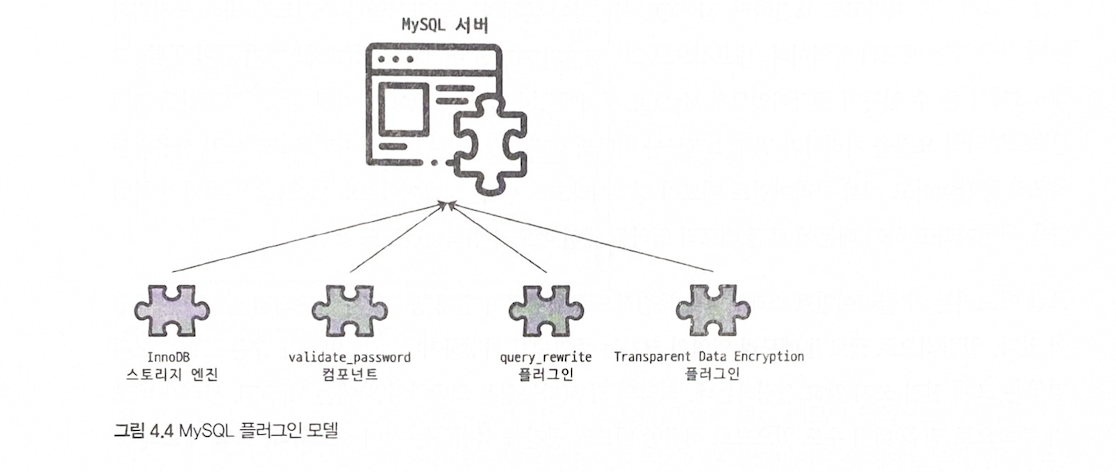 MySQL 서버
InnoDB
스토리지 엔진
validate_password
컴포넌트
query_rewrite
플러그인
Transparent Data Encryption
플러그인
그림 4.4 MySQL 플러그인 모델